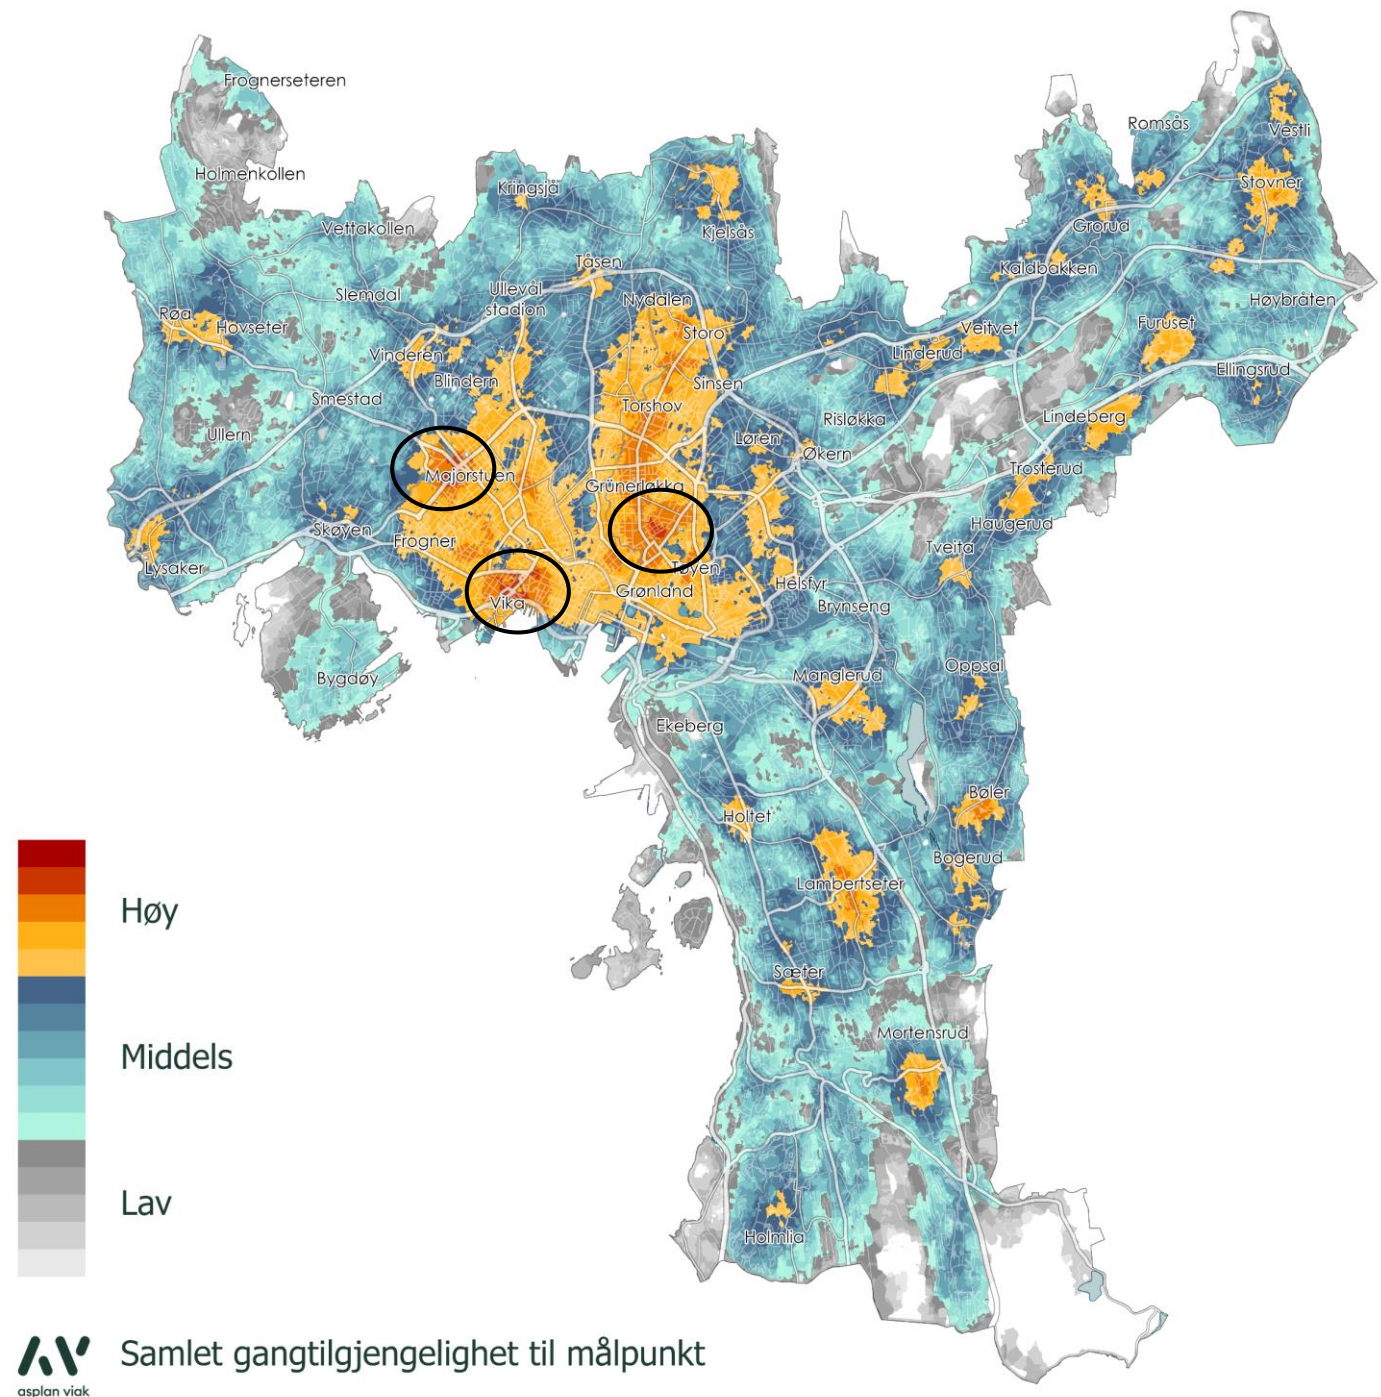 Frognerseteren
Romsås
Vestli
Holmenkollen
Kringsjå
Stovner
Vettakollen
Grorud
Kjelsås
Tåsen
Kaldbakken
Slemdal
Ullevål
stadion
Nydalen
Høybråten
Røa
Hovseter
Storo
Veitvet
Furuset
Vinderen
Linderud
Ellingsrud
Blindern
Sinsen
Smestad
Torshov
Risløkka
Lindeberg
Ullern
Løren
Økern
Majorstuen
Trosterud
Grünerløkka
Skøyen
Haugerud
Frogner
Tveita
Lysaker
Tøyen
Helsfyr
Grønland
Vika
Brynseng
Oppsal
Bygdøy
Manglerud
Ekeberg
Bøler
Holtet
Bogerud
Lambertseter
Høy
Sæter
Mortensrud
Middels
Lav
Holmlia
Samlet gangtilgjengelighet til målpunkt
asplan viak